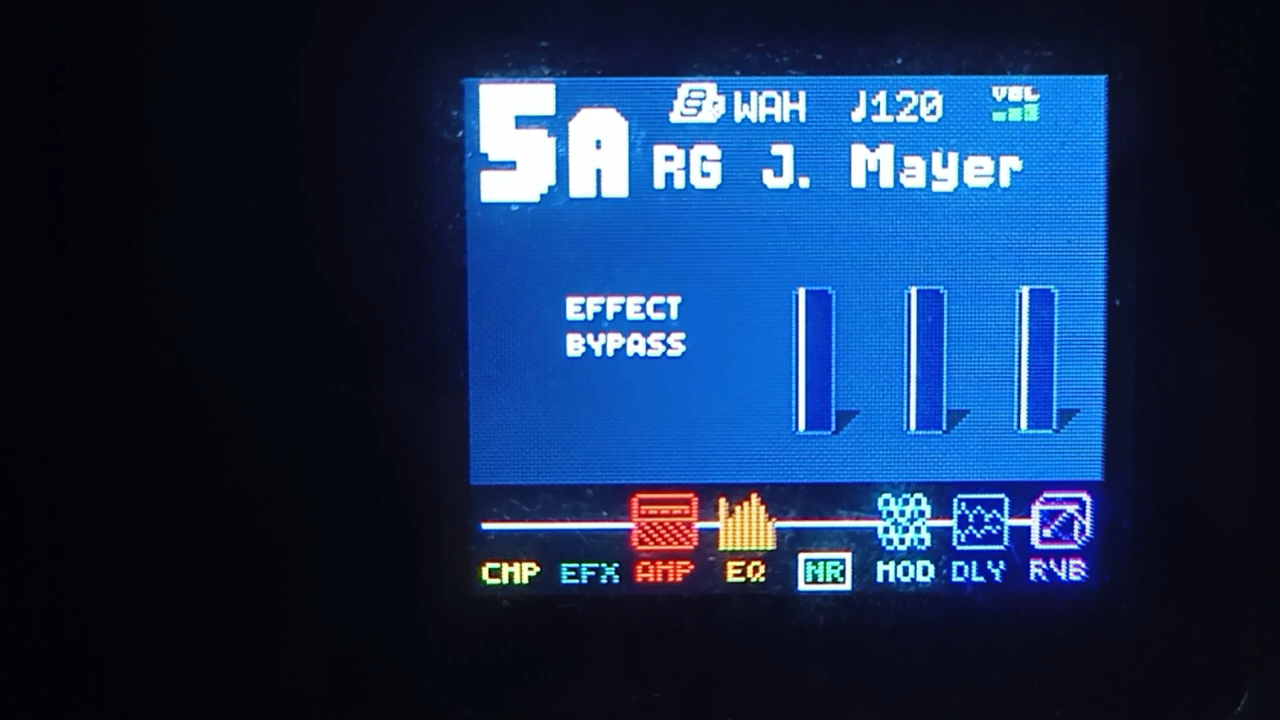 5A WAH ♩120 VOL
RG J. Mayer
EFFECT
BYPASS
CMP EFX AMP EQ NR MOD DLY RVB